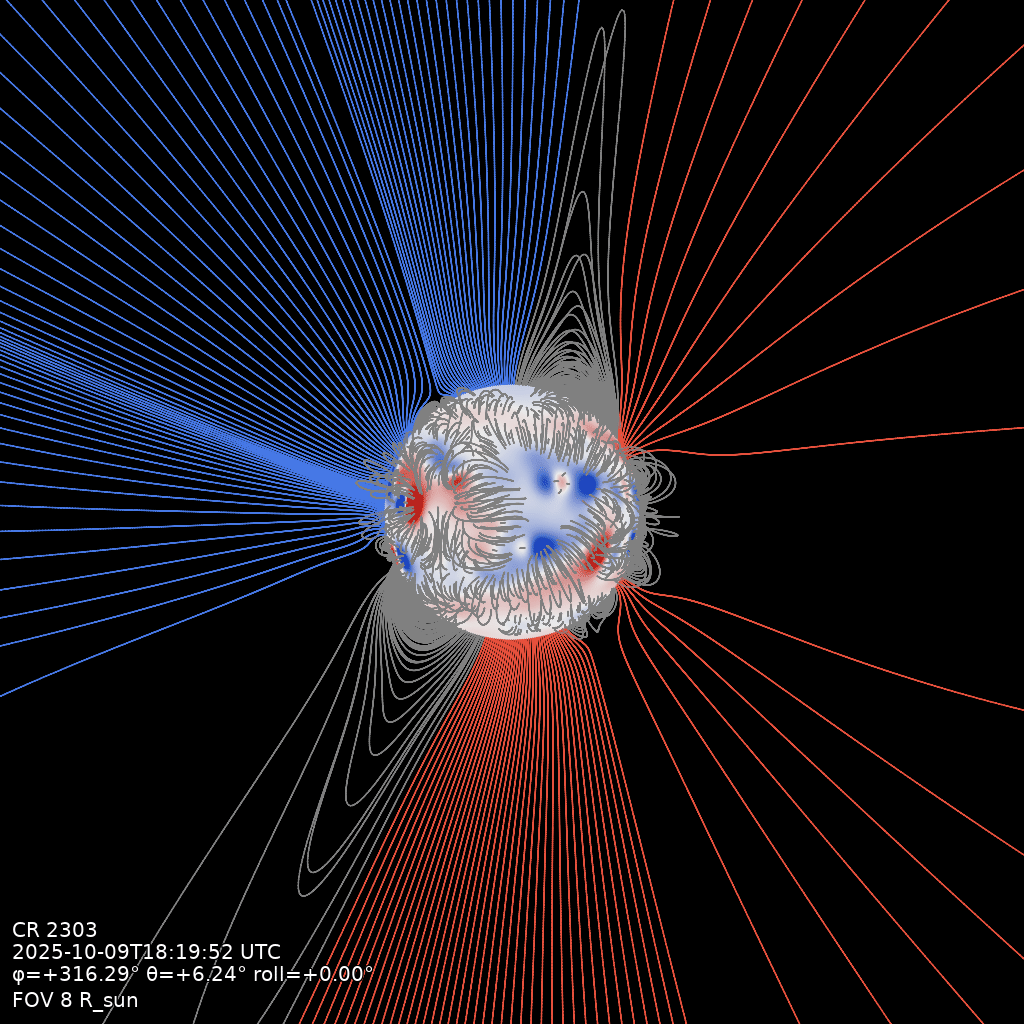 CR 2303
2025-10-09T18:19:52 UTC
φ=+316.29° θ=+6.24° roll=+0.00°
FOV 8 R_sun